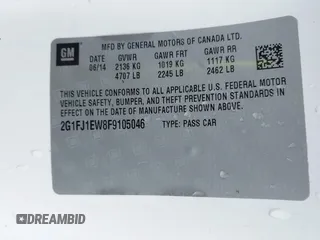 GM
MFD BY GENERAL MOTORS OF CANADA LTD.
DATE GVWR GAWR FRT GAWR RR
06/14 2136 KG 1019 KG 1117 KG
4707 LB 2245 LB 2462 LB
THIS VEHICLE CONFORMS TO ALL APPLICABLE U.S. FEDERAL MOTOR
VEHICLE SAFETY, BUMPER, AND THEFT PREVENTION STANDARDS
IN EFFECT ON THE DATE OF MANUFACTURE SHOWN ABOVE.
2G1FJ1EW8F9105046 TYPE: PASS CAR
DREAMBID